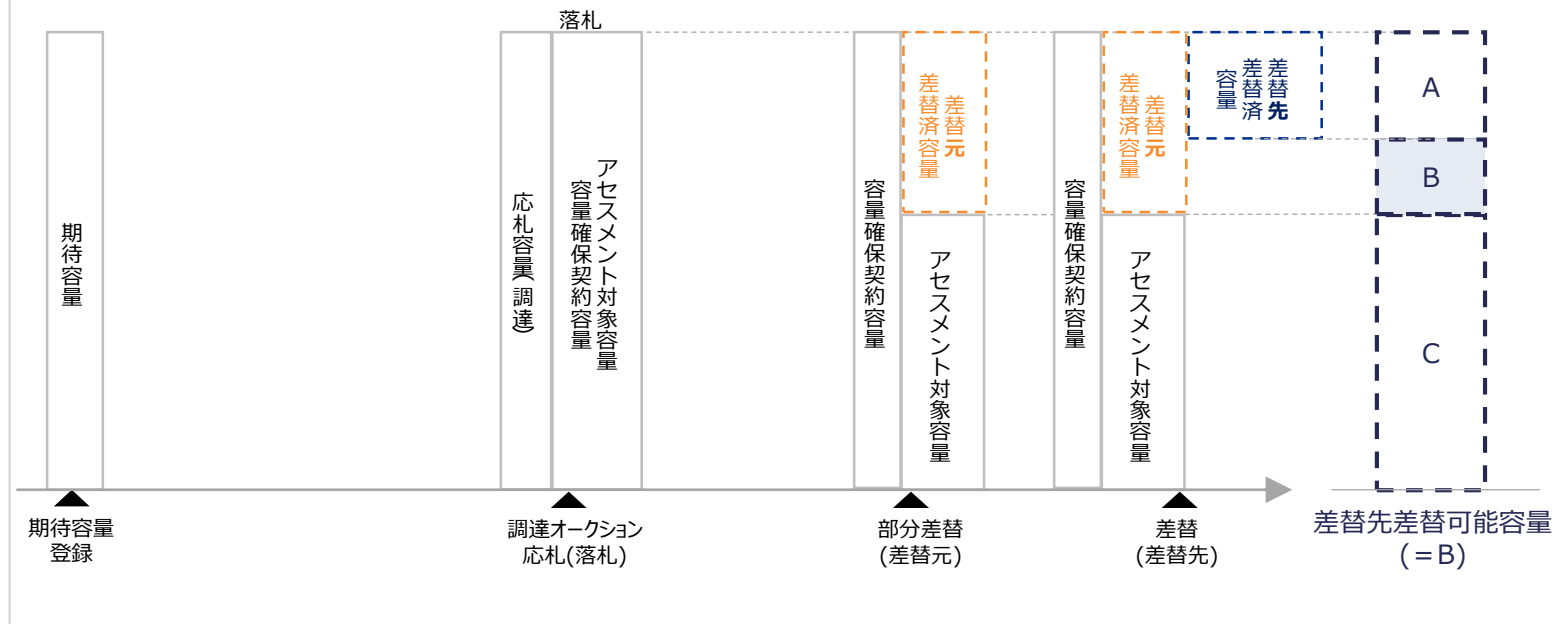 落札
期待容量
応札容量(調達)
アセスメント対象容量
容量確保契約容量
容量確保契約容量
差替元
差替済容量
アセスメント対象容量
容量確保契約容量
差替元
差替済容量
アセスメント対象容量
差替先
差替済
容量
A
B
C
期待容量
登録
調達オークション
応札(落札)
部分差替
(差替元)
差替
(差替先)
差替先差替可能容量
(=B)